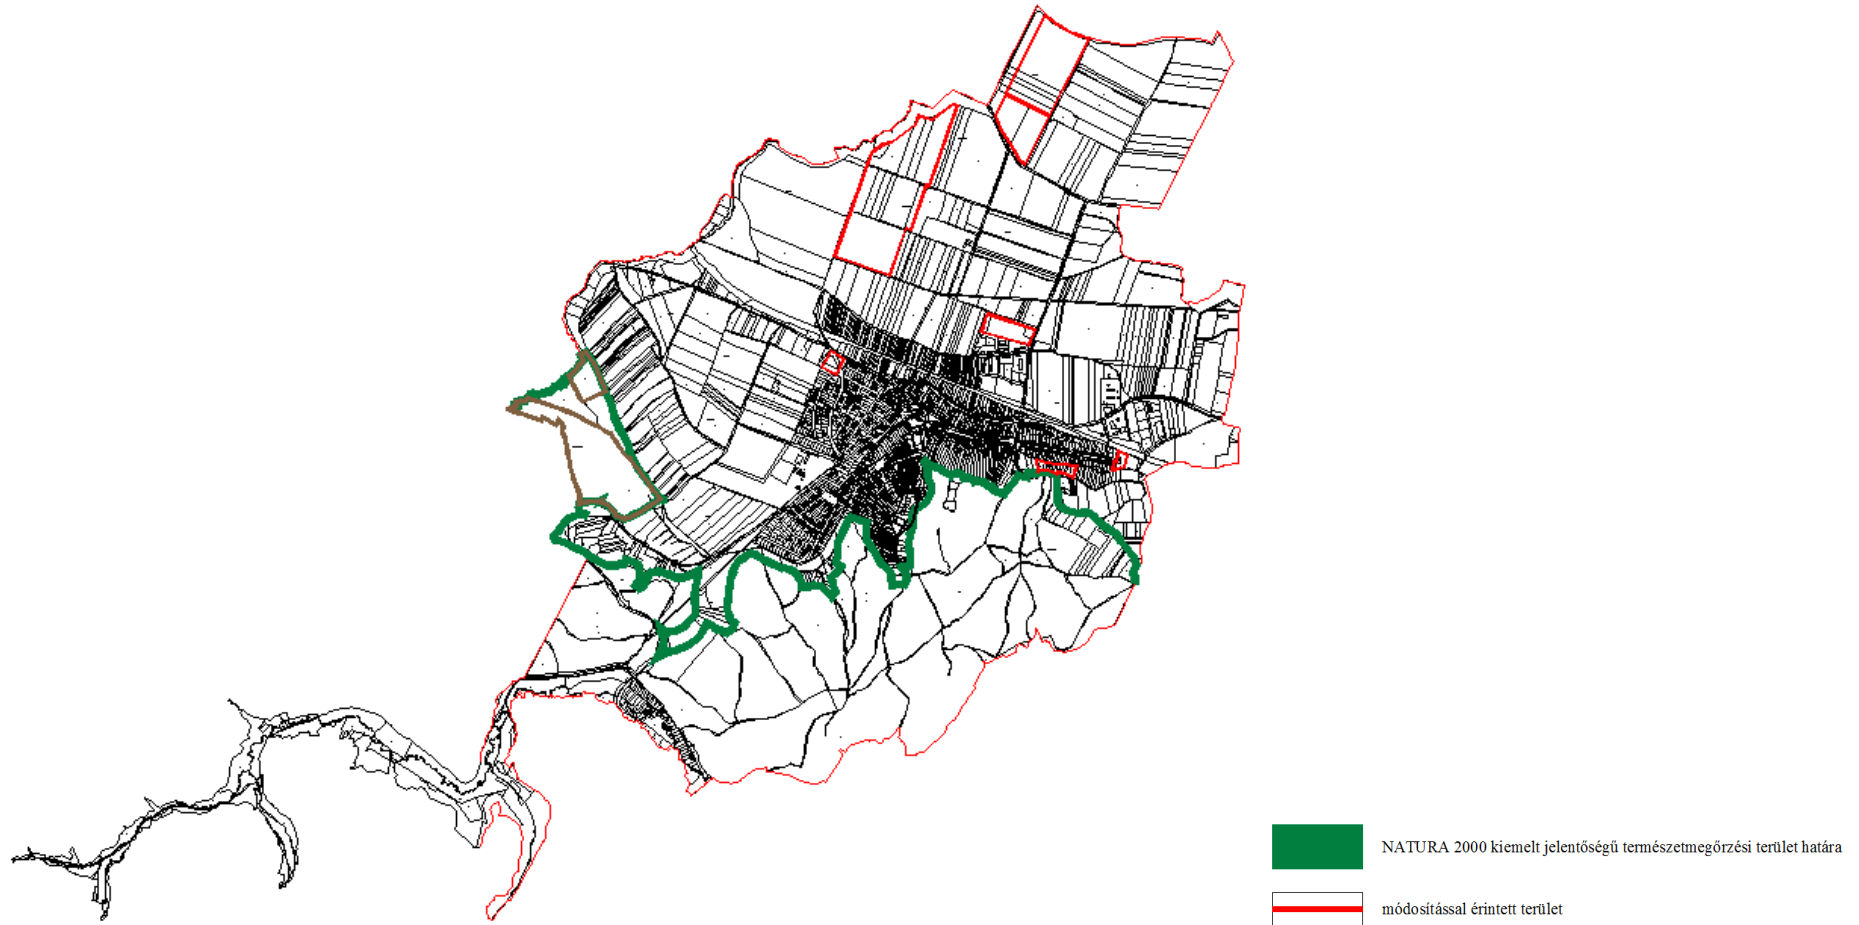 NATURA 2000 kiemelt jelentőségű természetmegőrzési terület határa
módosítással érintett terület